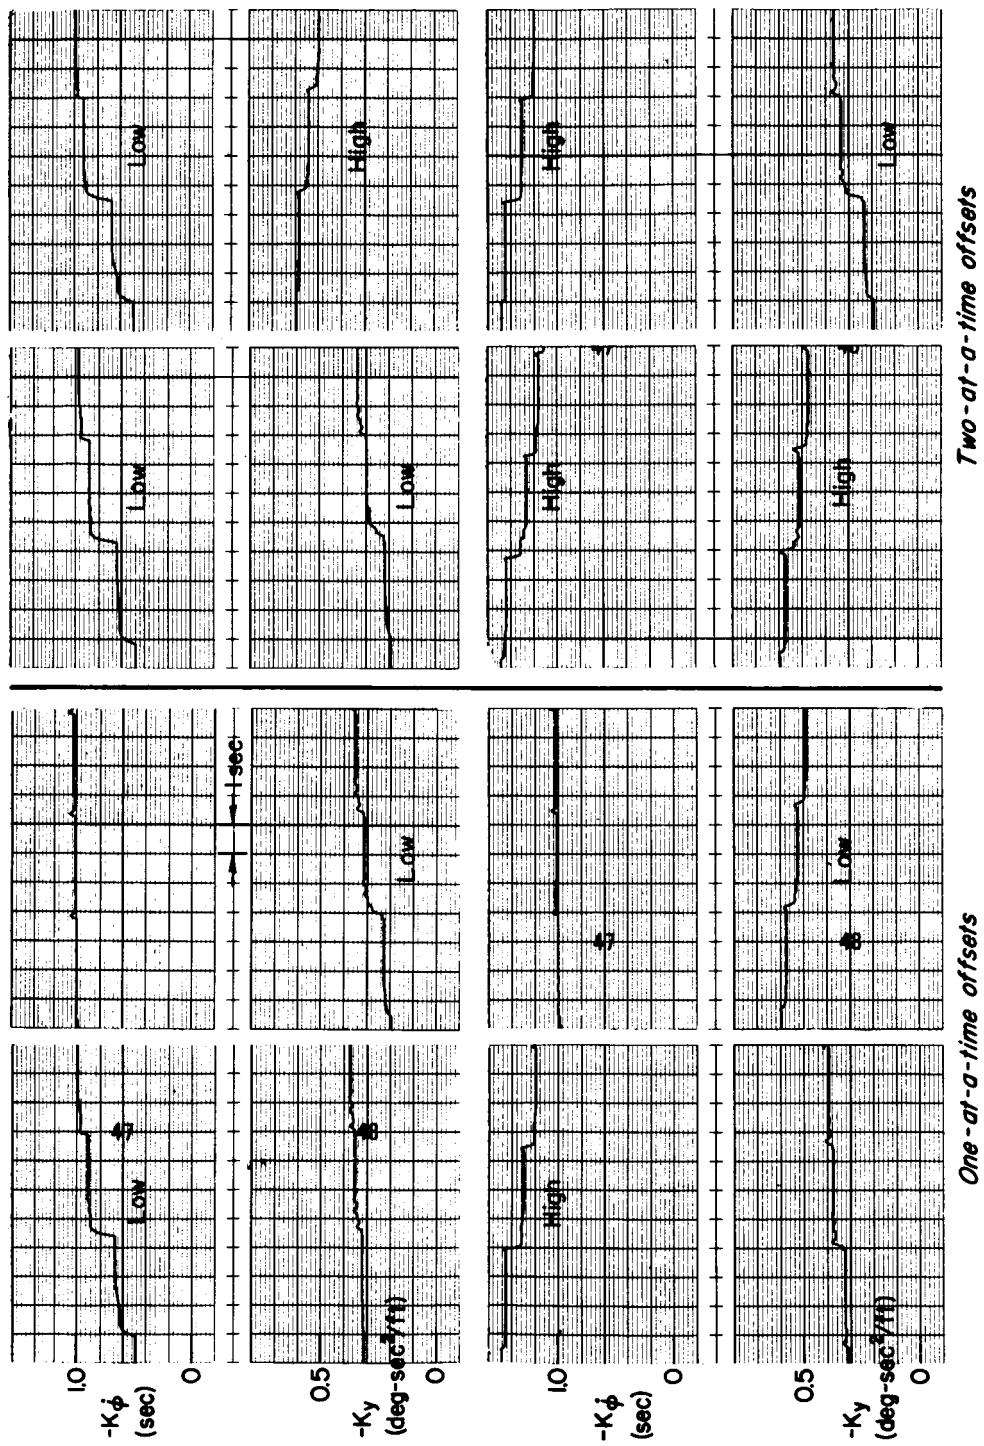 1.0
-Kφ̇
(sec)
0
Low
47
Low
Low
1 sec
0.5
-Ky
(deg-sec²/ft)
0
48
Low
Low
High
1.0
-Kφ̇
(sec)
0
High
47
High
High
0.5
-Ky
(deg-sec²/ft)
0
48
Low
High
Low
One-at-a-time offsets
Two-at-a-time offsets